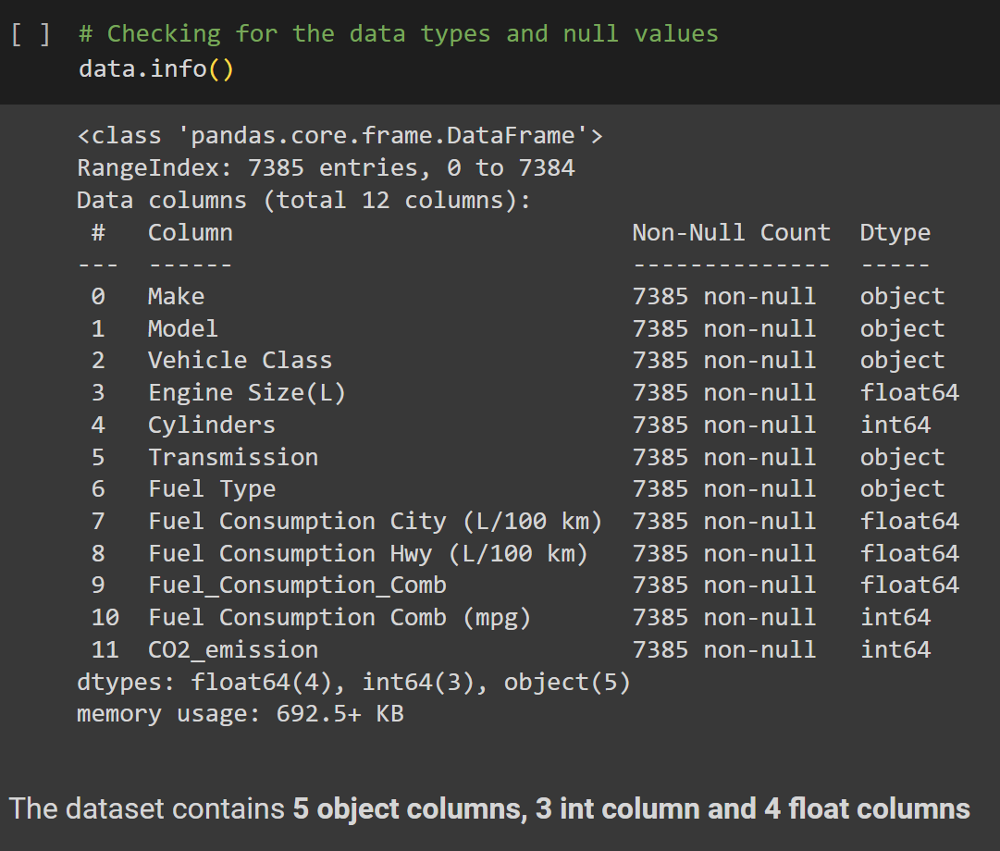 [ ] # Checking for the data types and null values
data.info()
<class 'pandas.core.frame.DataFrame'>
RangeIndex: 7385 entries, 0 to 7384
Data columns (total 12 columns):
 #   Column                            Non-Null Count  Dtype
---  ------                            --------------  -----
 0   Make                              7385 non-null   object
 1   Model                             7385 non-null   object
 2   Vehicle Class                     7385 non-null   object
 3   Engine Size(L)                    7385 non-null   float64
 4   Cylinders                         7385 non-null   int64
 5   Transmission                      7385 non-null   object
 6   Fuel Type                         7385 non-null   object
 7   Fuel Consumption City (L/100 km)  7385 non-null   float64
 8   Fuel Consumption Hwy (L/100 km)   7385 non-null   float64
 9   Fuel_Consumption_Comb             7385 non-null   float64
 10  Fuel Consumption Comb (mpg)       7385 non-null   int64
 11  CO2_emission                      7385 non-null   int64
dtypes: float64(4), int64(3), object(5)
memory usage: 692.5+ KB
The dataset contains 5 object columns, 3 int column and 4 float columns